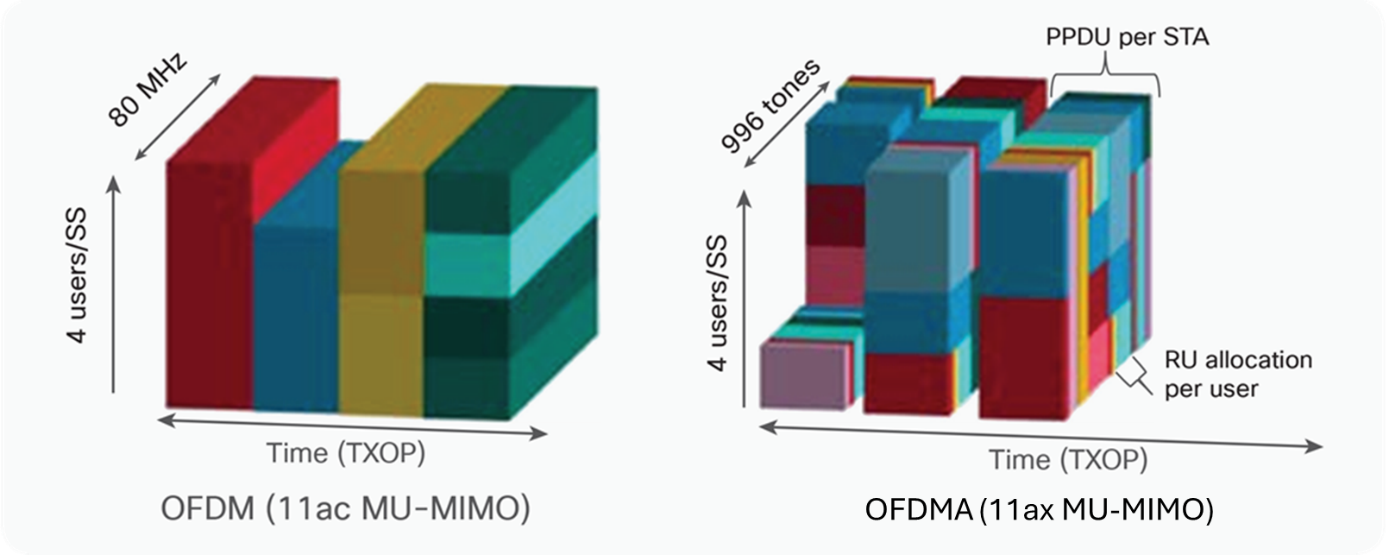 80 MHz
4 users/SS
Time (TXOP)
OFDM (11ac MU-MIMO)
PPDU per STA
996 tones
4 users/SS
RU allocation
per user
Time (TXOP)
OFDMA (11ax MU-MIMO)